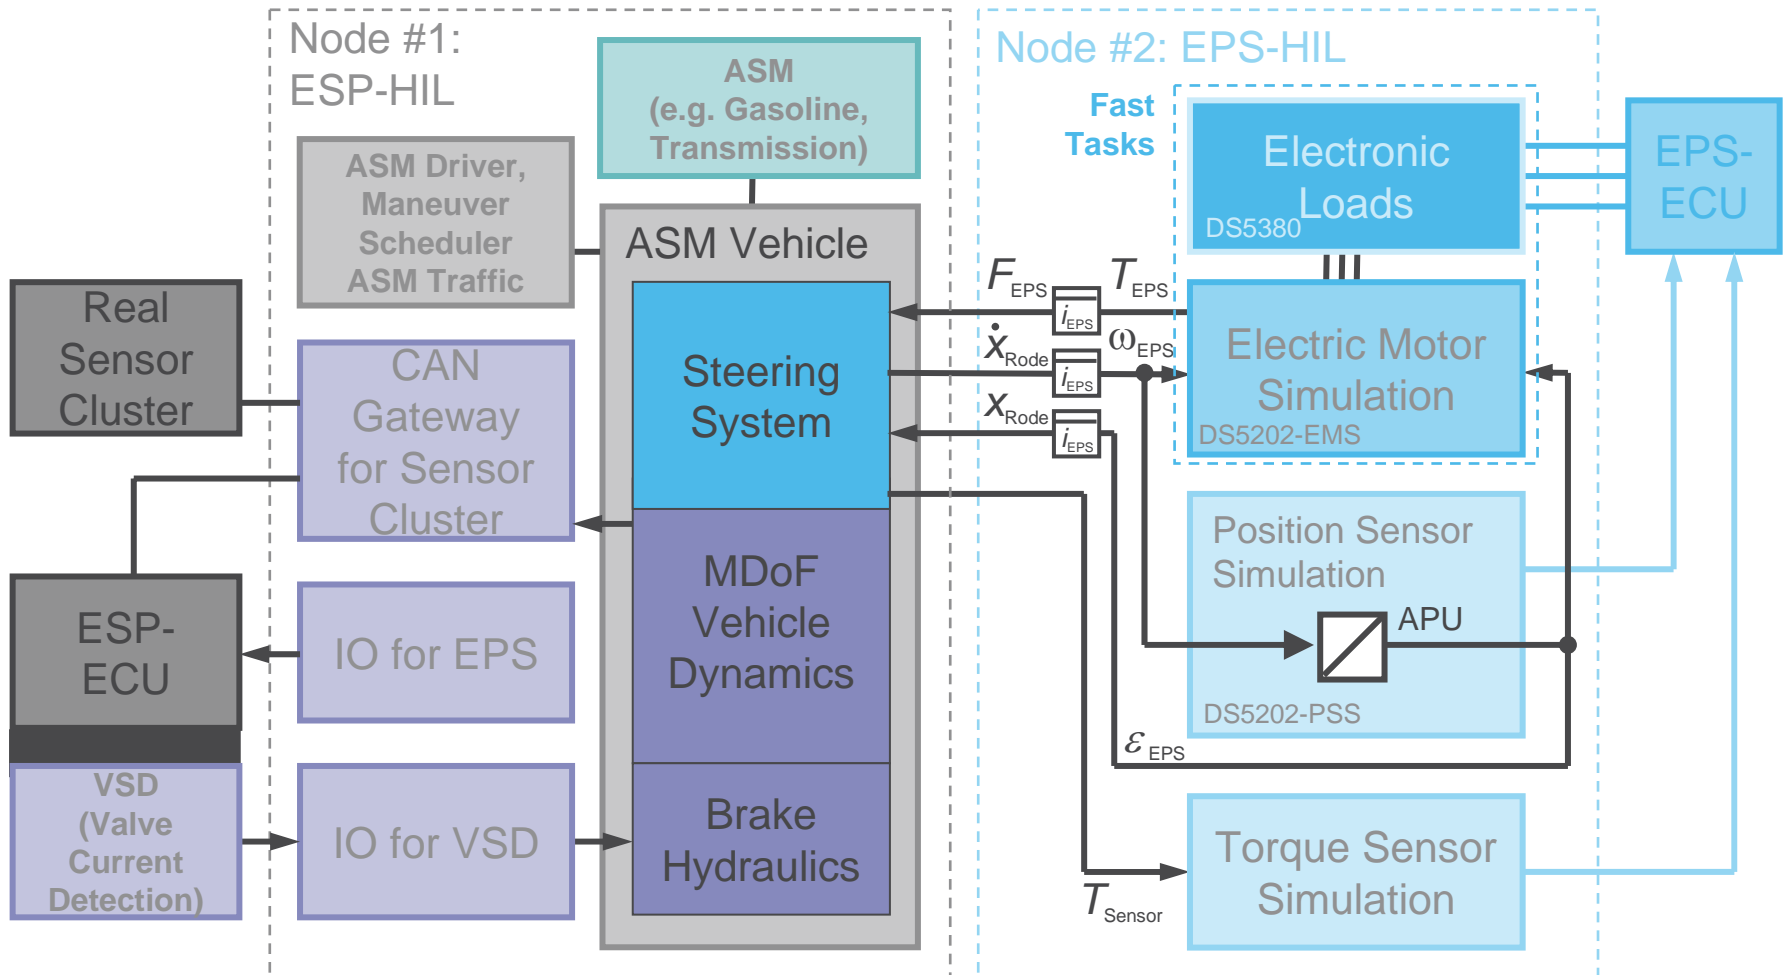 Node #1:
ESP-HIL
ASM
(e.g. Gasoline,
Transmission)
ASM Driver,
Maneuver
Scheduler
ASM Traffic
ASM Vehicle
Real
Sensor
Cluster
CAN
Gateway
for Sensor
Cluster
Steering
System
ESP-
ECU
IO for EPS
MDoF
Vehicle
Dynamics
VSD
(Valve
Current
Detection)
IO for VSD
Brake
Hydraulics
Node #2: EPS-HIL
Fast
Tasks
Electronic
Loads
DS5380
EPS-
ECU
F EPS
i EPS
T EPS
ẋ Rode
i EPS
ω EPS
x Rode
i EPS
Electric Motor
Simulation
DS5202-EMS
Position Sensor
Simulation
APU
DS5202-PSS
ε EPS
Torque Sensor
Simulation
T Sensor